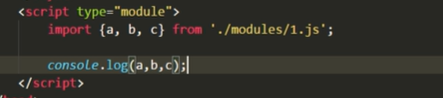 <script type="module">
import {a, b, c} from './modules/1.js';
console.log(a,b,c);
</script>